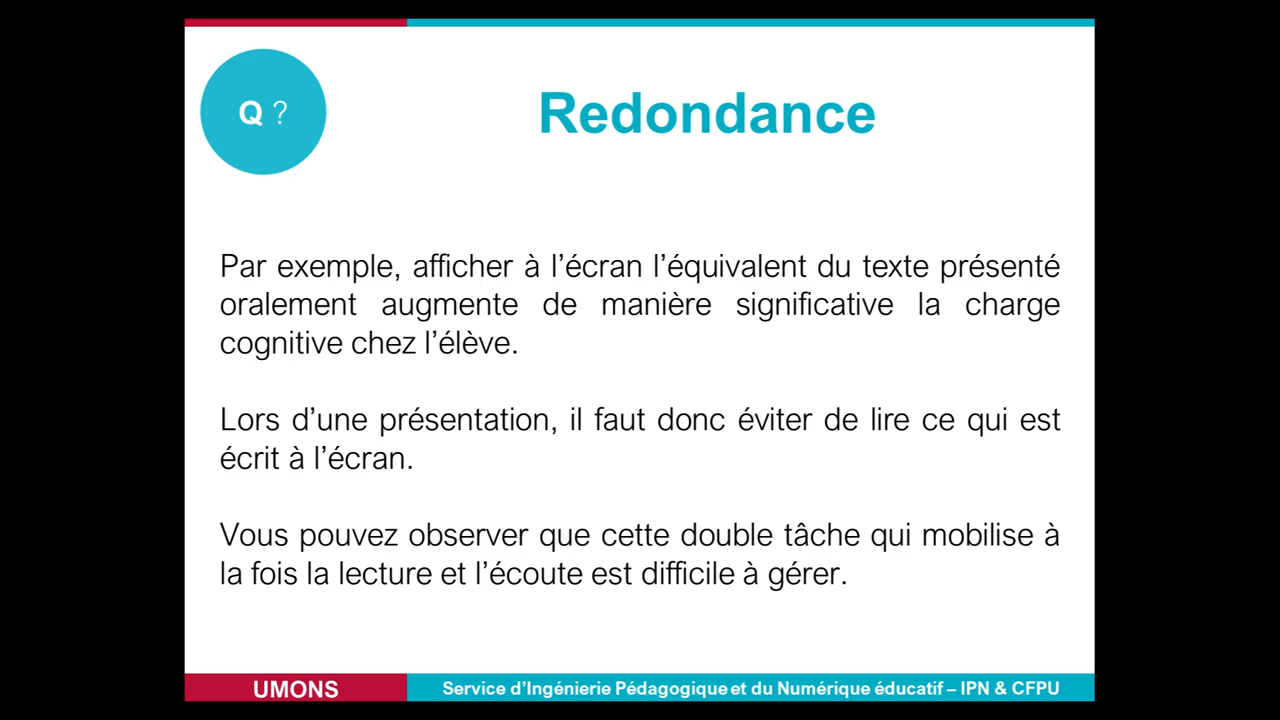 Q ?
Redondance
Par exemple, afficher à l’écran l’équivalent du texte présenté
oralement augmente de manière significative la charge
cognitive chez l’élève.
Lors d’une présentation, il faut donc éviter de lire ce qui est
écrit à l’écran.
Vous pouvez observer que cette double tâche qui mobilise à
la fois la lecture et l’écoute est difficile à gérer.
UMONS
Service d’Ingénierie Pédagogique et du Numérique éducatif – IPN & CFPU